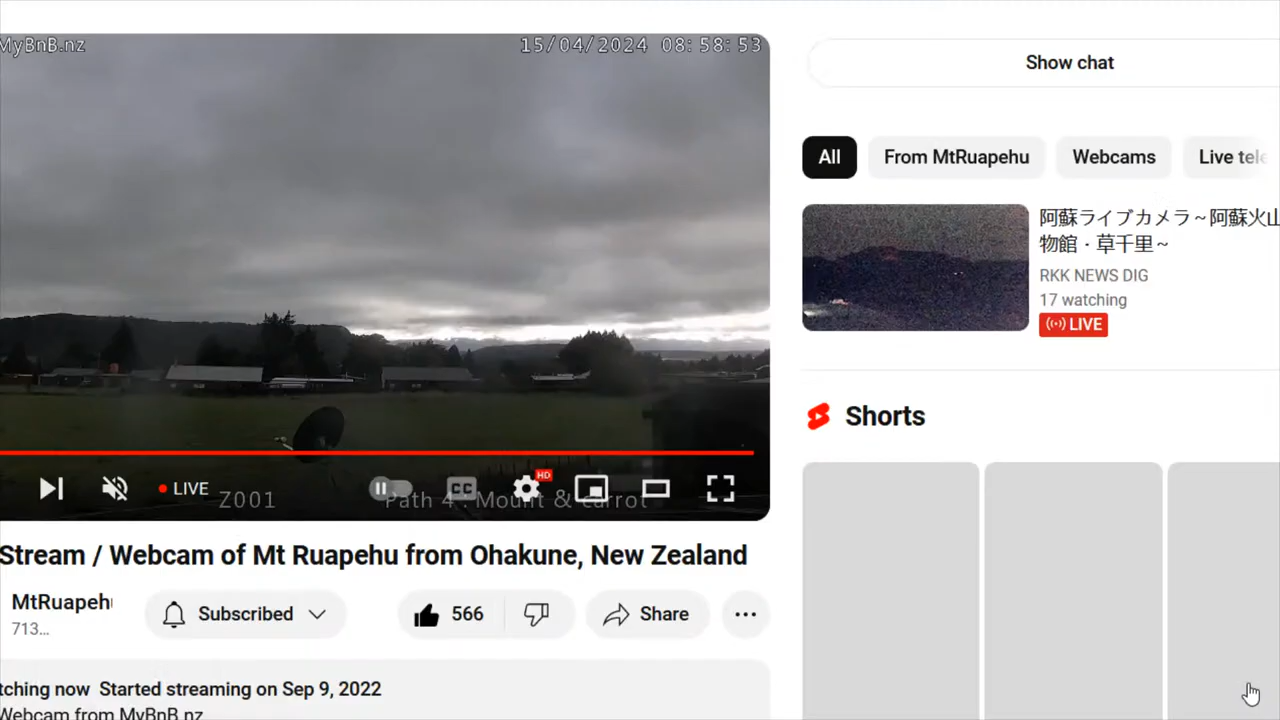 MyBnB.nz
15/04/2024 08:58:53
LIVE
HD
CC
Z001
Path 4 : Mount & carrot
Stream / Webcam of Mt Ruapehu from Ohakune, New Zealand
MtRuapeh
713...
Subscribed
566
Share
tching now Started streaming on Sep 9, 2022
Webcam from MyBnB.nz
Show chat
All
From MtRuapehu
Webcams
Live tele
阿蘇ライブカメラ~阿蘇火山
物館・草千里~
RKK NEWS DIG
17 watching
LIVE
Shorts